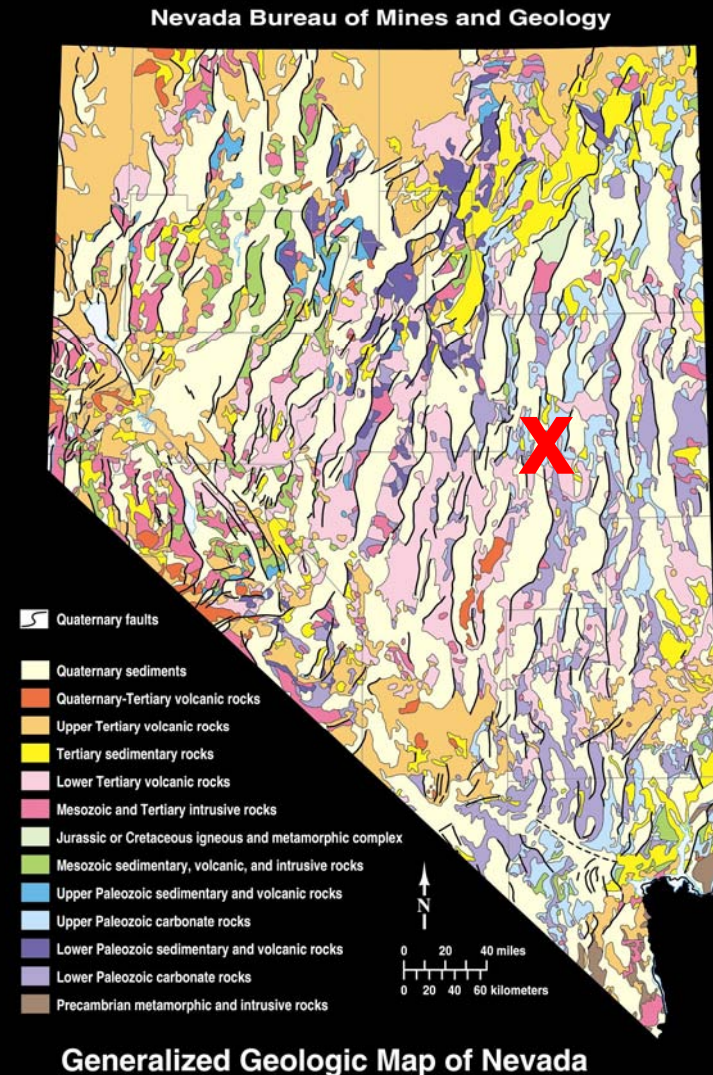 Nevada Bureau of Mines and Geology
X
Quaternary faults
Quaternary sediments
Quaternary-Tertiary volcanic rocks
Upper Tertiary volcanic rocks
Tertiary sedimentary rocks
Lower Tertiary volcanic rocks
Mesozoic and Tertiary intrusive rocks
Jurassic or Cretaceous igneous and metamorphic complex
Mesozoic sedimentary, volcanic, and intrusive rocks
Upper Paleozoic sedimentary and volcanic rocks
Upper Paleozoic carbonate rocks
Lower Paleozoic sedimentary and volcanic rocks
Lower Paleozoic carbonate rocks
Precambrian metamorphic and intrusive rocks
N
0 20 40 miles
0 20 40 60 kilometers
Generalized Geologic Map of Nevada